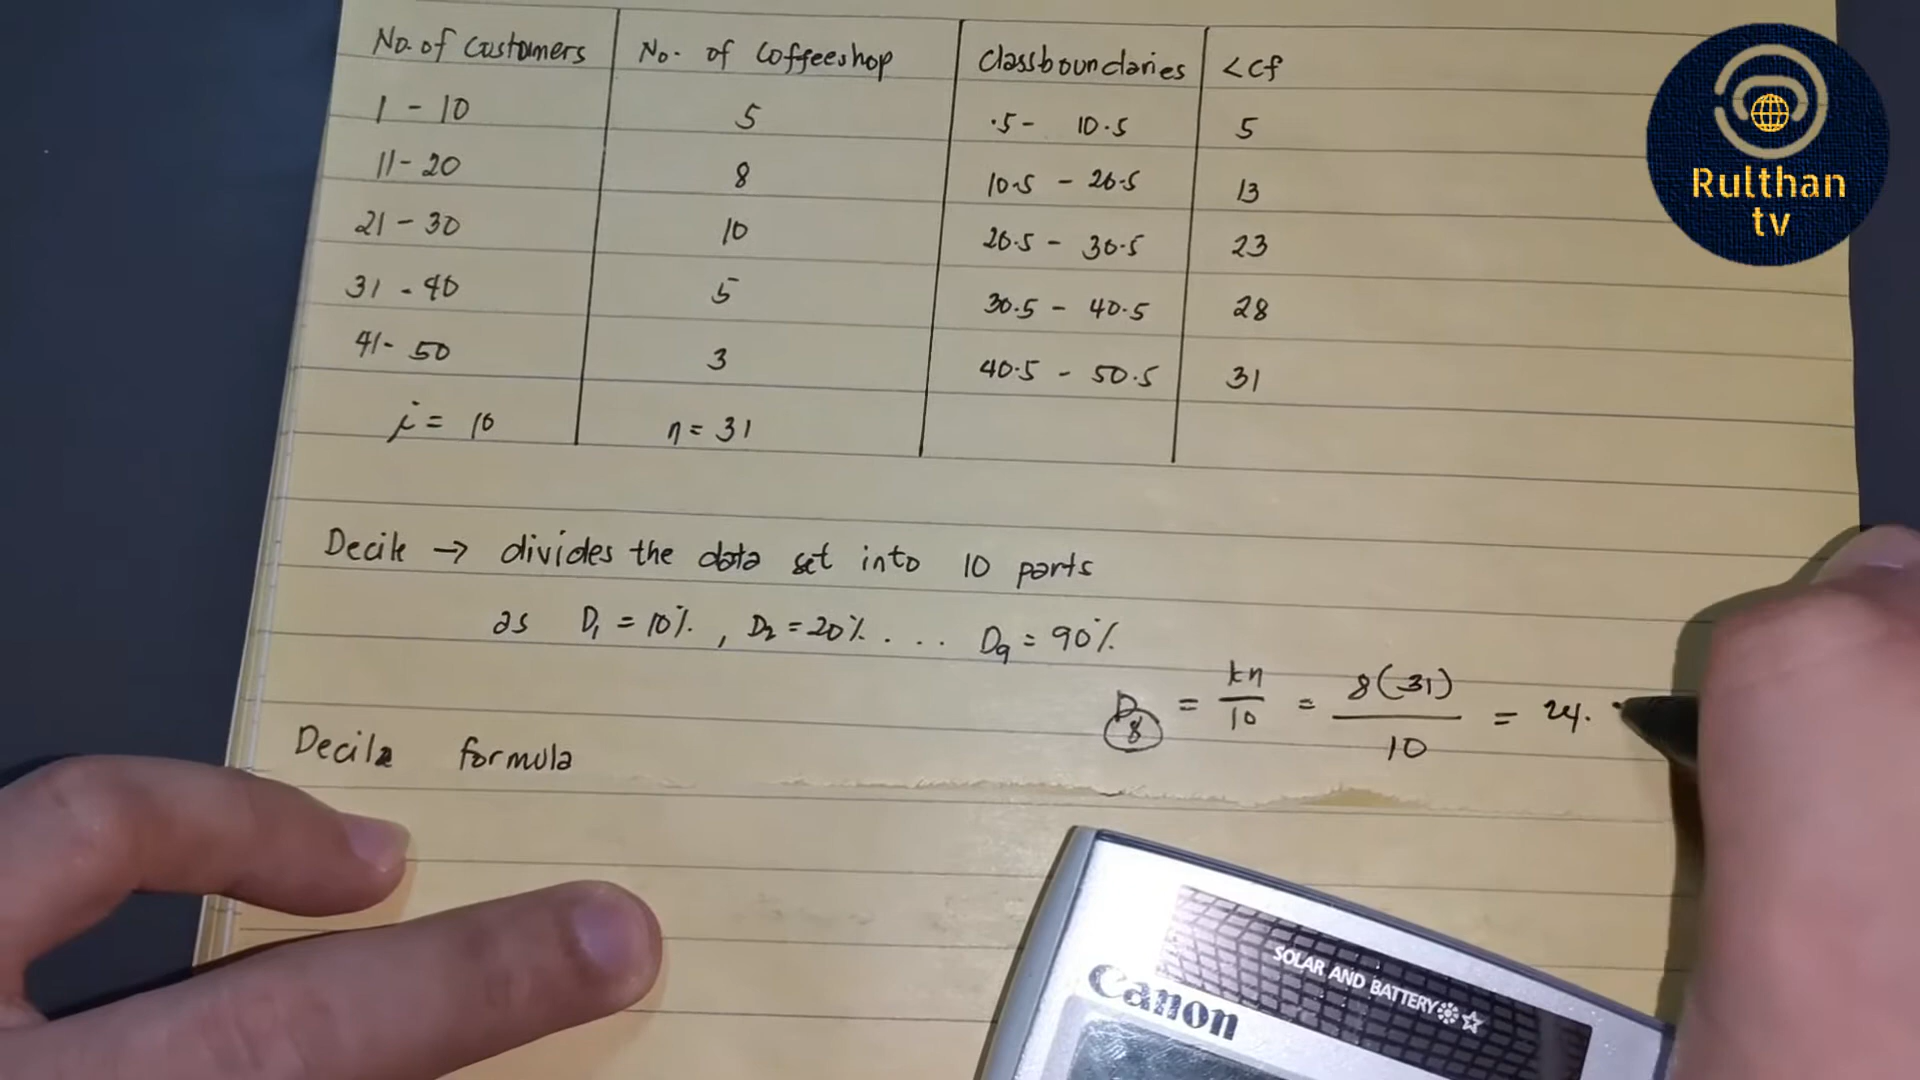 No. of Customers No. of Coffeeshop Classboundaries <cf
1 - 10 5 .5 - 10.5 5
11 - 20 8 10.5 - 20.5 13
21 - 30 10 20.5 - 30.5 23
31 - 40 5 30.5 - 40.5 28
41 - 50 3 40.5 - 50.5 31
i = 10 n = 31
Decile → divides the data set into 10 parts
as D₁ = 10%, D₂ = 20% . . . . D₉ = 90%
D₈ = kn/10 = 8(31)/10 = 24.
Decile formula
SOLAR AND BATTERY
Canon
Rulthan
tv